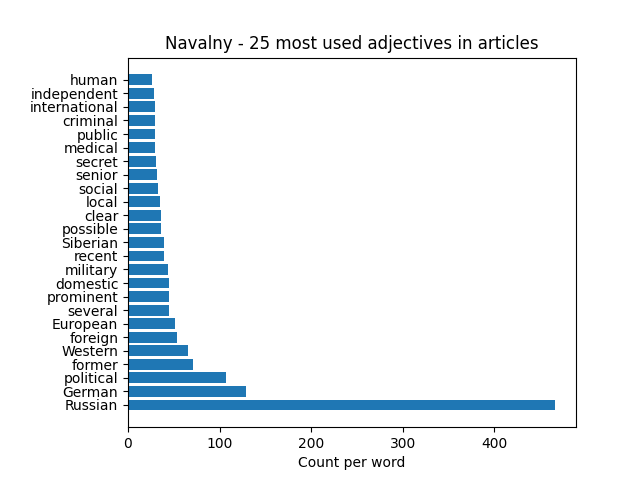 Navalny - 25 most used adjectives in articles
human
independent
international
criminal
public
medical
secret
senior
social
local
clear
possible
Siberian
recent
military
domestic
prominent
several
European
foreign
Western
former
political
German
Russian
0 100 200 300 400
Count per word